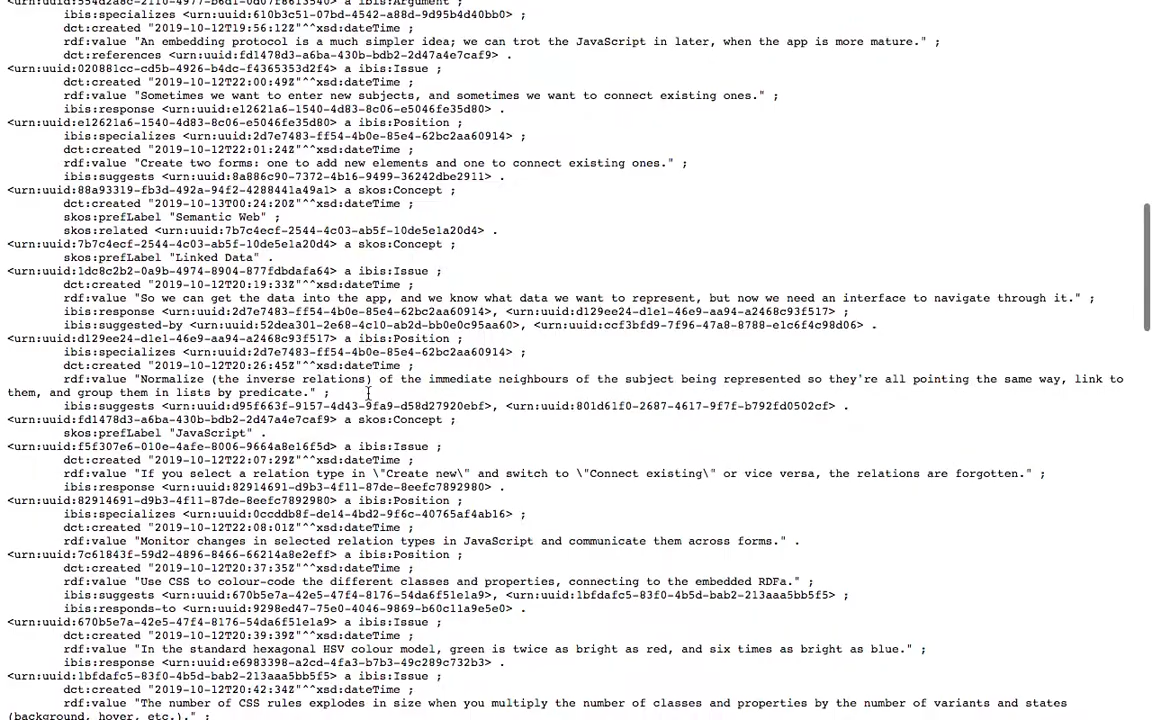 <urn:uuid:554d2a8c-2110-4977-b6d1-0d07f8613540> a ibis:Argument ;
ibis:specializes <urn:uuid:610b3c51-07bd-4542-a88d-9d95b4d40bb0> ;
dct:created "2019-10-12T19:56:12Z"^^xsd:dateTime ;
rdf:value "An embedding protocol is a much simpler idea; we can trot the JavaScript in later, when the app is more mature." ;
dct:references <urn:uuid:fd1478d3-a6ba-430b-bdb2-2d47a4e7caf9> .
<urn:uuid:020881cc-cd5b-4926-b4dc-f4365353d2f4> a ibis:Issue ;
dct:created "2019-10-12T22:00:49Z"^^xsd:dateTime ;
rdf:value "Sometimes we want to enter new subjects, and sometimes we want to connect existing ones." ;
ibis:response <urn:uuid:e12621a6-1540-4d83-8c06-e5046fe35d80> .
<urn:uuid:e12621a6-1540-4d83-8c06-e5046fe35d80> a ibis:Position ;
ibis:specializes <urn:uuid:2d7e7483-ff54-4b0e-85e4-62bc2aa60914> ;
dct:created "2019-10-12T22:01:24Z"^^xsd:dateTime ;
rdf:value "Create two forms: one to add new elements and one to connect existing ones." ;
ibis:suggests <urn:uuid:8a886c90-7372-4b16-9499-36242dbe2911> .
<urn:uuid:88a93319-fb3d-492a-94f2-4288441a49a1> a skos:Concept ;
dct:created "2019-10-13T00:24:20Z"^^xsd:dateTime ;
skos:prefLabel "Semantic Web" ;
skos:related <urn:uuid:7b7c4ecf-2544-4c03-ab5f-10de5e1a20d4> .
<urn:uuid:7b7c4ecf-2544-4c03-ab5f-10de5e1a20d4> a skos:Concept ;
skos:prefLabel "Linked Data" .
<urn:uuid:1dc8c2b2-0a9b-4974-8904-877fdbdafa64> a ibis:Issue ;
dct:created "2019-10-12T20:19:33Z"^^xsd:dateTime ;
rdf:value "So we can get the data into the app, and we know what data we want to represent, but now we need an interface to navigate through it." ;
ibis:response <urn:uuid:2d7e7483-ff54-4b0e-85e4-62bc2aa60914>, <urn:uuid:d129ee24-d1e1-46e9-aa94-a2468c93f517> ;
ibis:suggested-by <urn:uuid:52dea301-2e68-4c10-ab2d-bb0e0c95aa60>, <urn:uuid:ccf3bfd9-7f96-47a8-8788-e1c6f4c98d06> .
<urn:uuid:d129ee24-d1e1-46e9-aa94-a2468c93f517> a ibis:Position ;
ibis:specializes <urn:uuid:2d7e7483-ff54-4b0e-85e4-62bc2aa60914> ;
dct:created "2019-10-12T20:26:45Z"^^xsd:dateTime ;
rdf:value "Normalize (the inverse relations) of the immediate neighbours of the subject being represented so they're all pointing the same way, link to
them, and group them in lists by predicate." ;
ibis:suggests <urn:uuid:d95f663f-9157-4d43-9fa9-d58d27920ebf>, <urn:uuid:801d61f0-2687-4617-9f7f-b792fd0502cf> .
<urn:uuid:fd1478d3-a6ba-430b-bdb2-2d47a4e7caf9> a skos:Concept ;
skos:prefLabel "JavaScript" .
<urn:uuid:f5f307e6-010e-4afe-8006-9664a8e16f5d> a ibis:Issue ;
dct:created "2019-10-12T22:07:29Z"^^xsd:dateTime ;
rdf:value "If you select a relation type in \"Create new\" and switch to \"Connect existing\" or vice versa, the relations are forgotten." ;
ibis:response <urn:uuid:82914691-d9b3-4f11-87de-8eefc7892980> .
<urn:uuid:82914691-d9b3-4f11-87de-8eefc7892980> a ibis:Position ;
ibis:specializes <urn:uuid:0ccddb8f-de14-4bd2-9f6c-40765af4ab16> ;
dct:created "2019-10-12T22:08:01Z"^^xsd:dateTime ;
rdf:value "Monitor changes in selected relation types in JavaScript and communicate them across forms." .
<urn:uuid:7c61843f-59d2-4896-8466-66214a8e2eff> a ibis:Position ;
dct:created "2019-10-12T20:37:35Z"^^xsd:dateTime ;
rdf:value "Use CSS to colour-code the different classes and properties, connecting to the embedded RDFa." ;
ibis:suggests <urn:uuid:670b5e7a-42e5-47f4-8176-54da6f51e1a9>, <urn:uuid:1bfdafc5-83f0-4b5d-bab2-213aaa5bb5f5> ;
ibis:responds-to <urn:uuid:9298ed47-75e0-4046-9869-b60c11a9e5e0> .
<urn:uuid:670b5e7a-42e5-47f4-8176-54da6f51e1a9> a ibis:Issue ;
dct:created "2019-10-12T20:39:39Z"^^xsd:dateTime ;
rdf:value "In the standard hexagonal HSV colour model, green is twice as bright as red, and six times as bright as blue." ;
ibis:response <urn:uuid:e6983398-a2cd-4fa3-b7b3-49c289c732b3> .
<urn:uuid:1bfdafc5-83f0-4b5d-bab2-213aaa5bb5f5> a ibis:Issue ;
dct:created "2019-10-12T20:42:34Z"^^xsd:dateTime ;
rdf:value "The number of CSS rules explodes in size when you multiply the number of classes and properties by the number of variants and states
(background, hover, etc.)." ;